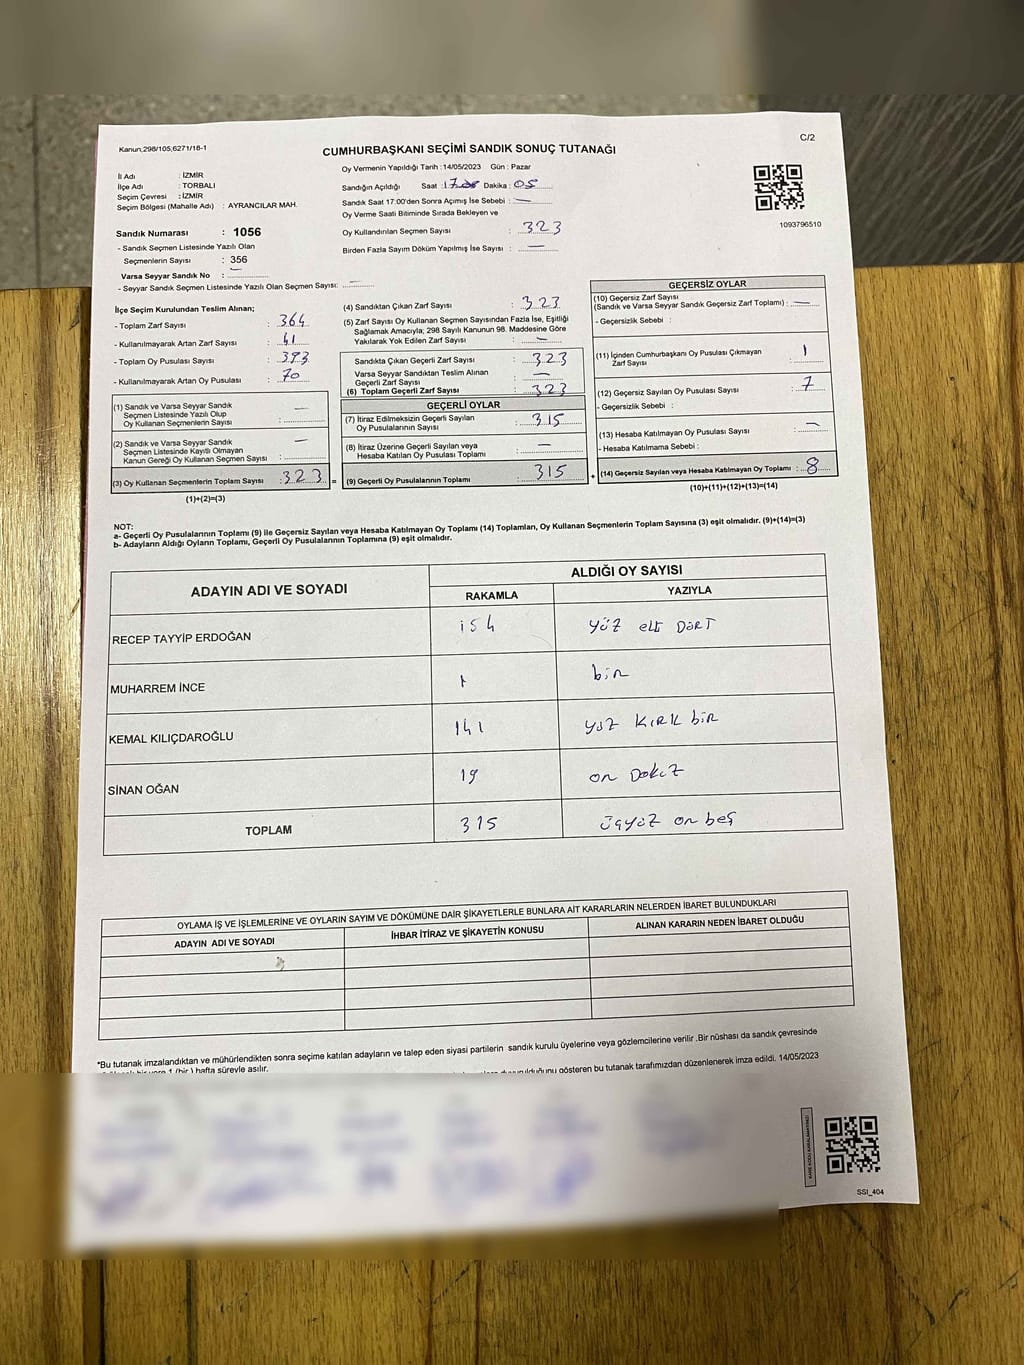 Kanun,298/105,6271/18-1
C/2
CUMHURBAŞKANI SEÇİMİ SANDIK SONUÇ TUTANAĞI
İl Adı : İZMİR
İlçe Adı : TORBALI
Seçim Çevresi : İZMİR
Seçim Bölgesi (Mahalle Adı) : AYRANCILAR MAH.
Sandık Numarası : 1056
- Sandık Seçmen Listesinde Yazılı Olan
Seçmenlerin Sayısı : 356
Varsa Seyyar Sandık No : —
- Seyyar Sandık Seçmen Listesinde Yazılı Olan Seçmen Sayısı: —
Oy Vermenin Yapıldığı Tarih :14/05/2023 Gün : Pazar
Sandığın Açıldığı Saat : Dakika : 05
Sandık Saat 17:00'den Sonra Açımış İse Sebebi : —
Oy Verme Saati Bitiminde Sırada Bekleyen ve
Oy Kullandırılan Seçmen Sayısı : 323
Birden Fazla Sayım Döküm Yapılmış İse Sayısı : —
1093796510
İlçe Seçim Kurulundan Teslim Alınan;
- Toplam Zarf Sayısı : 364
- Kullanılmayarak Artan Zarf Sayısı : 41
- Toplam Oy Pusulası Sayısı : 393
- Kullanılmayarak Artan Oy Pusulası : 70
(1) Sandık ve Varsa Seyyar Sandık
Seçmen Listesinde Yazılı Olup
Oy Kullanan Seçmenlerin Sayısı : —
(2) Sandık ve Varsa Seyyar Sandık
Seçmen Listesinde Kayıtlı Olmayan
Kanun Gereği Oy Kullanan Seçmen Sayısı : —
(3) Oy Kullanan Seçmenlerin Toplam Sayısı : 323 =
(1)+(2)=(3)
(4) Sandıktan Çıkan Zarf Sayısı : 323
(5) Zarf Sayısı Oy Kullanan Seçmen Sayısından Fazla İse, Eşitliği
Sağlamak Amacıyla; 298 Sayılı Kanunun 98. Maddesine Göre
Yakılarak Yok Edilen Zarf Sayısı : —
Sandıkta Çıkan Geçerli Zarf Sayısı : 323
Varsa Seyyar Sandıktan Teslim Alınan
Geçerli Zarf Sayısı : —
(6) Toplam Geçerli Zarf Sayısı : 323
GEÇERLİ OYLAR
(7) İtiraz Edilmeksizin Geçerli Sayılan
Oy Pusulalarının Sayısı : 315
(8) İtiraz Üzerine Geçerli Sayılan veya
Hesaba Katılan Oy Pusulası Toplamı : —
(9) Geçerli Oy Pusulalarının Toplamı : 315 +
GEÇERSİZ OYLAR
(10) Geçersiz Zarf Sayısı
(Sandık ve Varsa Seyyar Sandık Geçersiz Zarf Toplamı) : —
- Geçersizlik Sebebi :
(11) İçinden Cumhurbaşkanı Oy Pusulası Çıkmayan
Zarf Sayısı : 1
(12) Geçersiz Sayılan Oy Pusulası Sayısı : 7
- Geçersizlik Sebebi :
(13) Hesaba Katılmayan Oy Pusulası Sayısı : —
- Hesaba Katılmama Sebebi :
(14) Geçersiz Sayılan veya Hesaba Katılmayan Oy Toplamı : 8
(10)+(11)+(12)+(13)=(14)
NOT:
a- Geçerli Oy Pusulalarının Toplamı (9) ile Geçersiz Sayılan veya Hesaba Katılmayan Oy Toplamı (14) Toplamları, Oy Kullanan Seçmenlerin Toplam Sayısına (3) eşit olmalıdır. (9)+(14)=(3)
b- Adayların Aldığı Oyların Toplamı, Geçerli Oy Pusulalarının Toplamına (9) eşit olmalıdır.
ADAYIN ADI VE SOYADI ALDIĞI OY SAYISI
RAKAMLA YAZIYLA
RECEP TAYYİP ERDOĞAN 154 yüz elli Dört
MUHARREM İNCE 1 bin
KEMAL KILIÇDAROĞLU 141 yüz KIRK bir
SİNAN OĞAN 19 on Dokuz
TOPLAM 315 üçyüz on beş
OYLAMA İŞ VE İŞLEMLERİNE VE OYLARIN SAYIM VE DÖKÜMÜNE DAİR ŞİKAYETLERLE BUNLARA AİT KARARLARIN NELERDEN İBARET BULUNDUKLARI
ADAYIN ADI VE SOYADI İHBAR İTİRAZ VE ŞİKAYETİN KONUSU ALINAN KARARIN NEDEN İBARET OLDUĞU
*Bu tutanak imzalandıktan ve mühürlendikten sonra seçime katılan adayların ve talep eden siyasi partilerin sandık kurulu üyelerine veya gözlemcilerine verilir .Bir nüshası da sandık çevresinde
1 (bir ) hafta süreyle asılır.
gösteren bu tutanak tarafımızdan düzenlenerek imza edildi. 14/05/2023
SSI_404